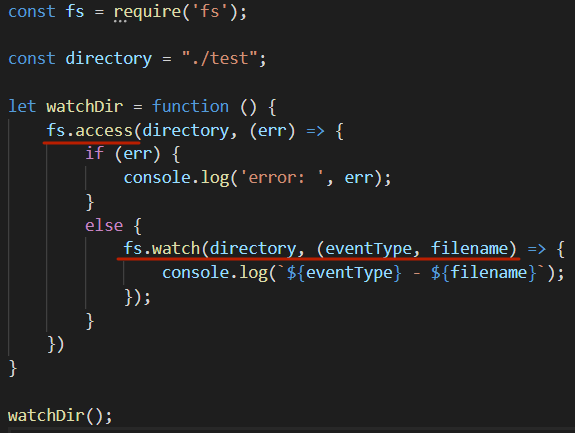 const fs = require('fs');
const directory = "./test";
let watchDir = function () {
    fs.access(directory, (err) => {
        if (err) {
            console.log('error: ', err);
        }
        else {
            fs.watch(directory, (eventType, filename) => {
                console.log(`${eventType} - ${filename}`);
            });
        }
    })
}
watchDir();